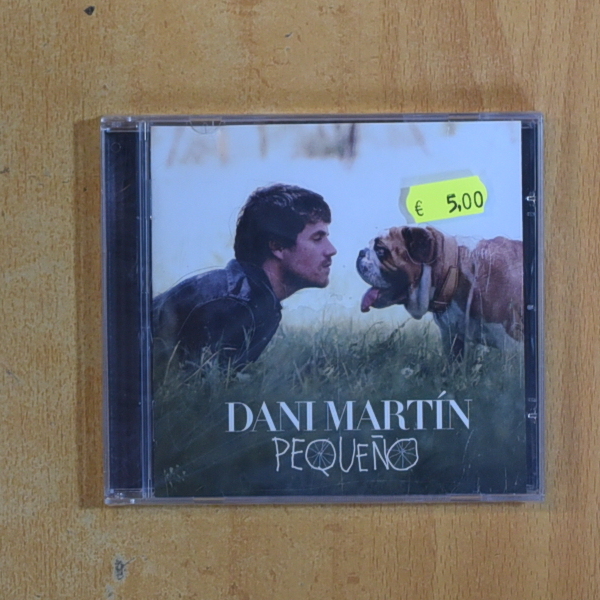 € 5,00
DANI MARTÍN
PEQUEÑO